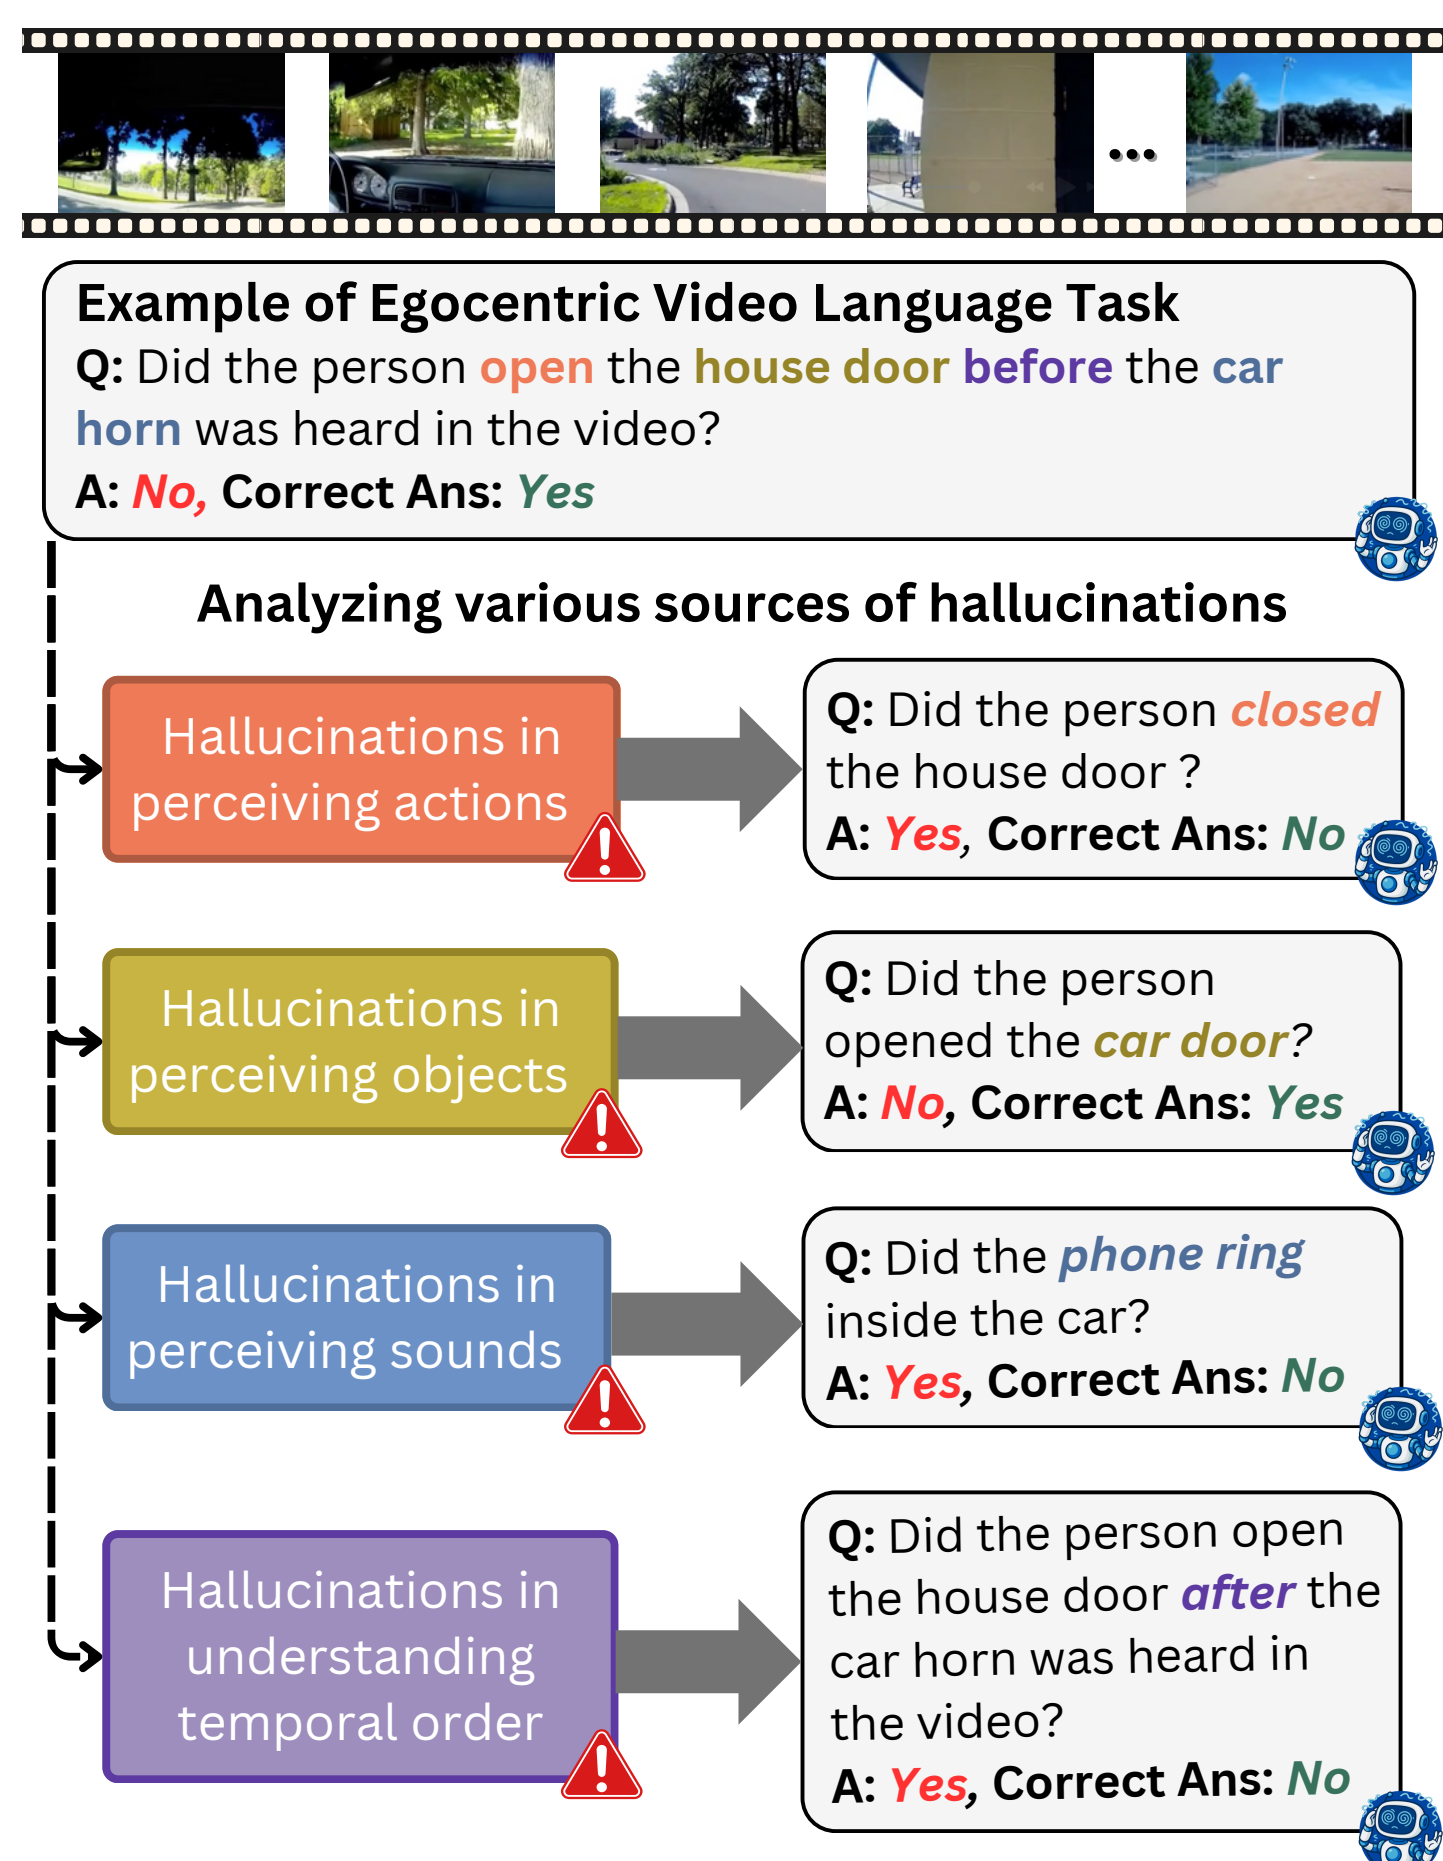 Example of Egocentric Video Language Task
Q: Did the person open the house door before the car
horn was heard in the video?
A: No, Correct Ans: Yes
Analyzing various sources of hallucinations
Hallucinations in
perceiving actions
Q: Did the person closed
the house door ?
A: Yes, Correct Ans: No
Hallucinations in
perceiving objects
Q: Did the person
opened the car door?
A: No, Correct Ans: Yes
Hallucinations in
perceiving sounds
Q: Did the phone ring
inside the car?
A: Yes, Correct Ans: No
Hallucinations in
understanding
temporal order
Q: Did the person open
the house door after the
car horn was heard in
the video?
A: Yes, Correct Ans: No